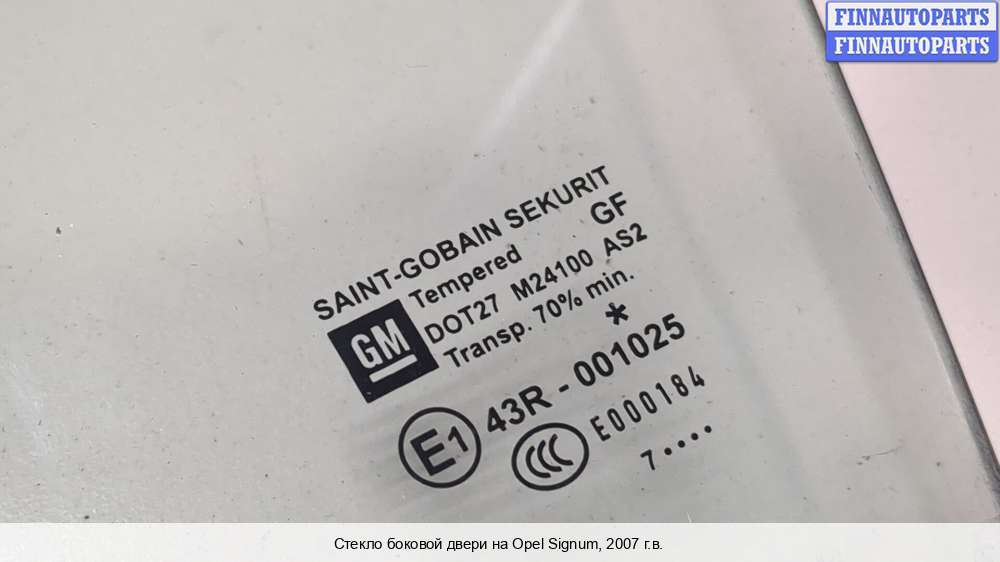 FINNAUTOPARTS
FINNAUTOPARTS
SAINT-GOBAIN SEKURIT
Tempered GF
GM
DOT27 M24100 AS2
Transp. 70% min.
*
E1 43R - 001025
CCC E000184
7 ••••
Стекло боковой двери на Opel Signum, 2007 г.в.